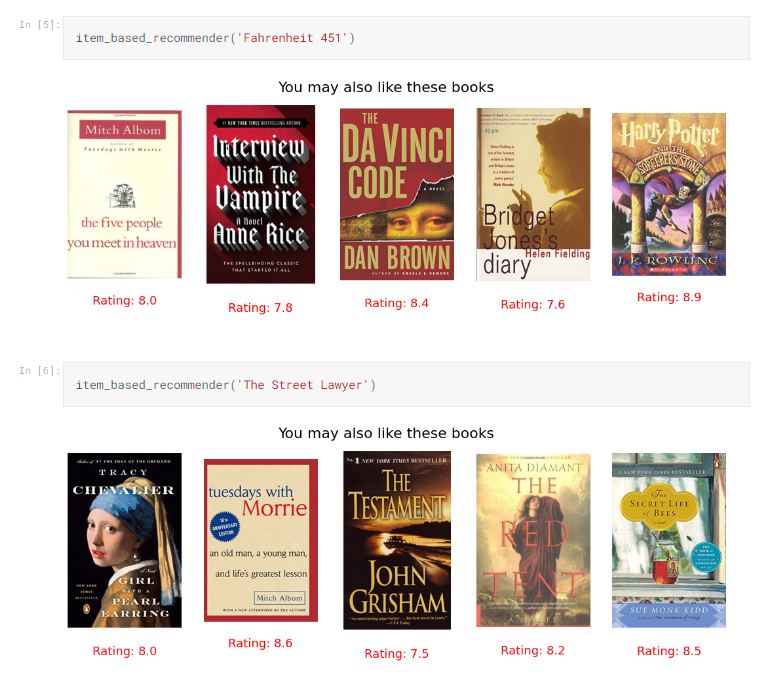 In [5]:
item_based_recommender('Fahrenheit 451')
You may also like these books
Mitch Albom
author of
Tuesdays with Morrie
the five people
you meet in heaven
Rating: 8.0
#1 NEW YORK TIMES BESTSELLING AUTHOR
Interview
With The
Vampire
A Novel
Anne Rice
THE SPELLBINDING CLASSIC
THAT STARTED IT ALL
Rating: 7.8
THE
DA VINCI
CODE
A NOVEL
DAN BROWN
AUTHOR OF ANGELS & DEMONS
Rating: 8.4
Bridget
Jones's
diary
Helen Fielding
Rating: 7.6
Harry Potter
AND THE
SORCERER'S STONE
J. K. ROWLING
SCHOLASTIC
Rating: 8.9
In [6]:
item_based_recommender('The Street Lawyer')
You may also like these books
Author of AT THE EDGE OF THE ORCHARD
TRACY
CHEVALIER
GIRL
WITH A
PEARL
EARRING
NEW YORK
TIMES
BESTSELLER
Rating: 8.0
tuesdays with
Morrie
10TH
ANNIVERSARY
EDITION
an old man, a young man,
and life's greatest lesson
Mitch Albom
WITH A NEW AFTERWORD BY THE AUTHOR
Rating: 8.6
No. 1 NEW YORK TIMES BESTSELLER
THE
TESTAMENT
JOHN
GRISHAM
Rating: 7.5
ANITA DIAMANT
THE
RED
TENT
Rating: 8.2
A NEW YORK TIMES BESTSELLER
The
SECRET LIFE
of BEES
a novel
SUE MONK KIDD
Rating: 8.5